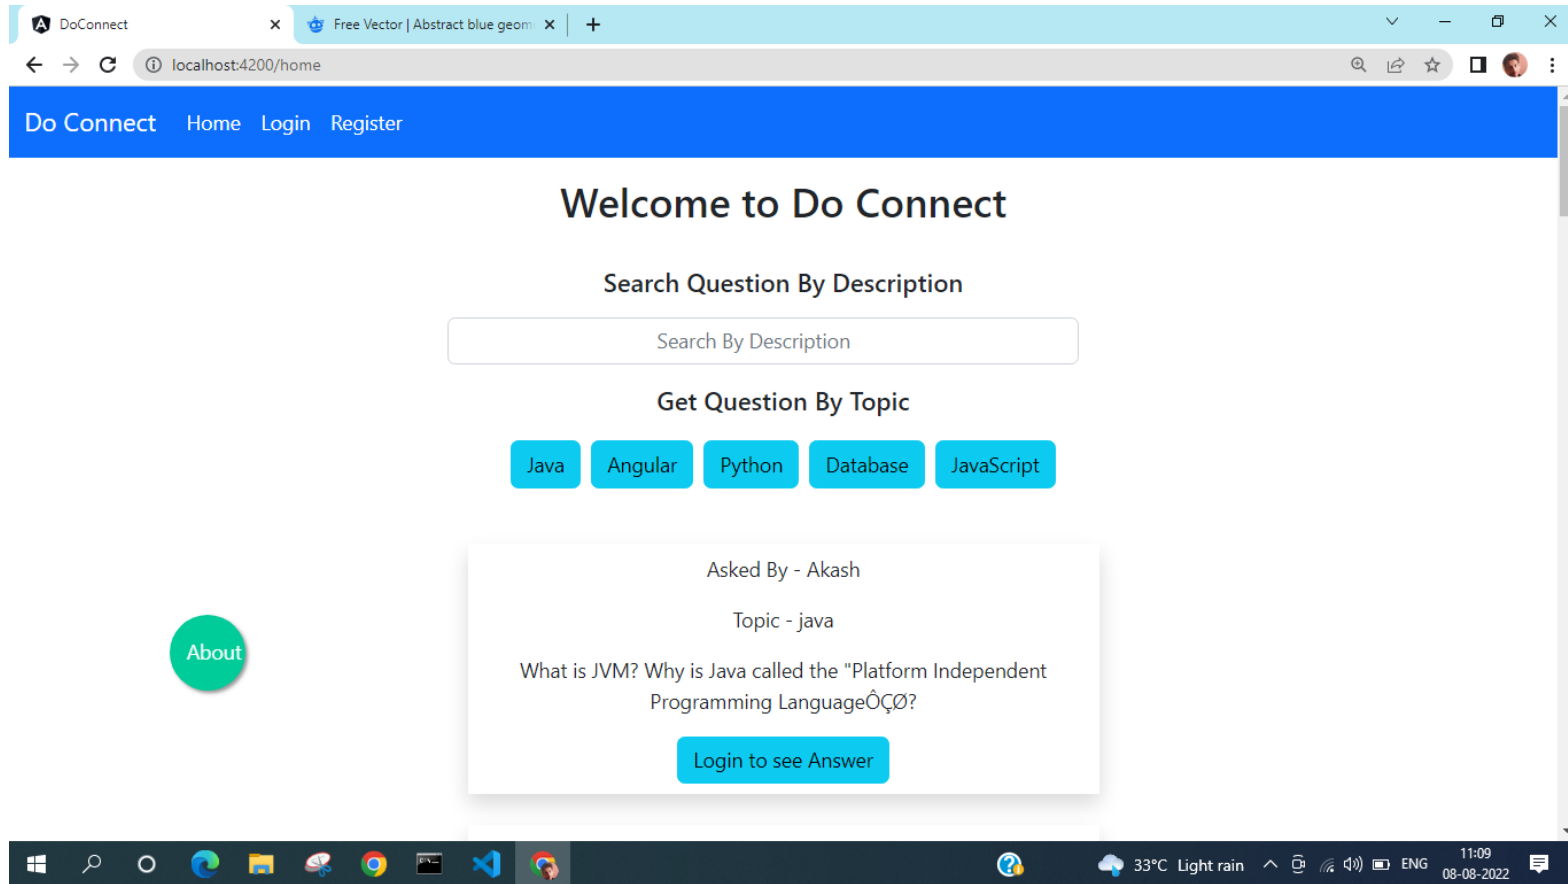 DoConnect
Free Vector | Abstract blue geom
localhost:4200/home
Do Connect Home Login Register
Welcome to Do Connect
Search Question By Description
Search By Description
Get Question By Topic
Java Angular Python Database JavaScript
Asked By - Akash
Topic - java
About
What is JVM? Why is Java called the "Platform Independent
Programming LanguageÔÇØ?
Login to see Answer
33°C Light rain
ENG
11:09
08-08-2022